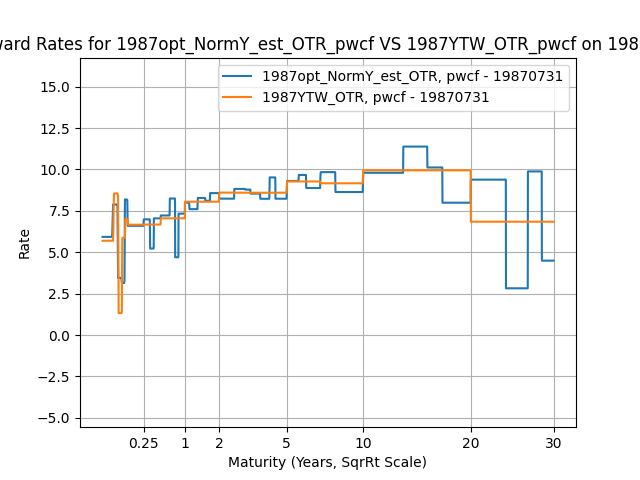 ward Rates for 1987opt_NormY_est_OTR_pwcf VS 1987YTW_OTR_pwcf on 198
1987opt_NormY_est_OTR, pwcf - 19870731
1987YTW_OTR, pwcf - 19870731
15.0
12.5
10.0
7.5
5.0
2.5
0.0
−2.5
−5.0
Rate
0.25 1 2 5 10 20 30
Maturity (Years, SqrRt Scale)